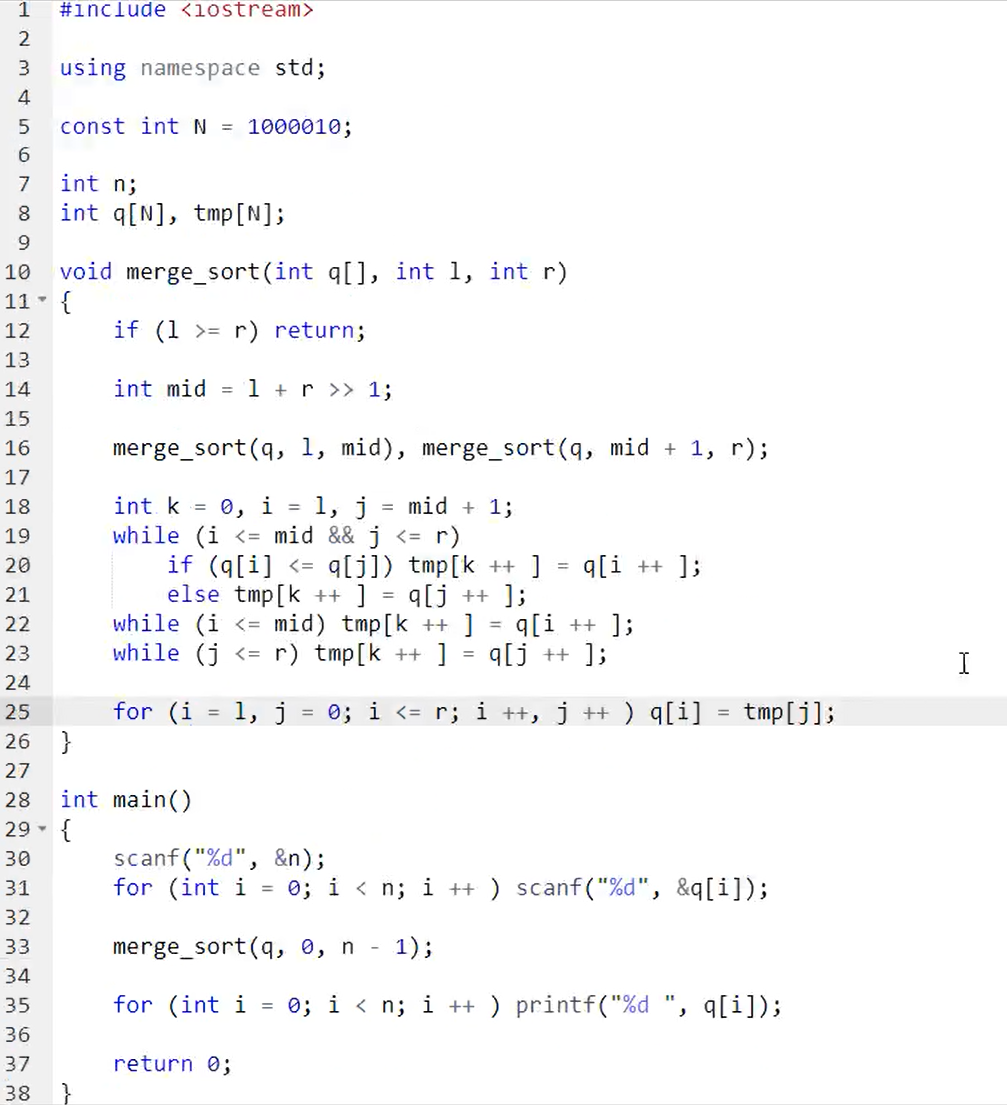 1 #include <iostream>
2
3 using namespace std;
4
5 const int N = 1000010;
6
7 int n;
8 int q[N], tmp[N];
9
10 void merge_sort(int q[], int l, int r)
11 {
12     if (l >= r) return;
13
14     int mid = l + r >> 1;
15
16     merge_sort(q, l, mid), merge_sort(q, mid + 1, r);
17
18     int k = 0, i = l, j = mid + 1;
19     while (i <= mid && j <= r)
20         if (q[i] <= q[j]) tmp[k ++ ] = q[i ++ ];
21         else tmp[k ++ ] = q[j ++ ];
22     while (i <= mid) tmp[k ++ ] = q[i ++ ];
23     while (j <= r) tmp[k ++ ] = q[j ++ ];
24
25     for (i = l, j = 0; i <= r; i ++, j ++ ) q[i] = tmp[j];
26 }
27
28 int main()
29 {
30     scanf("%d", &n);
31     for (int i = 0; i < n; i ++ ) scanf("%d", &q[i]);
32
33     merge_sort(q, 0, n - 1);
34
35     for (int i = 0; i < n; i ++ ) printf("%d ", q[i]);
36
37     return 0;
38 }